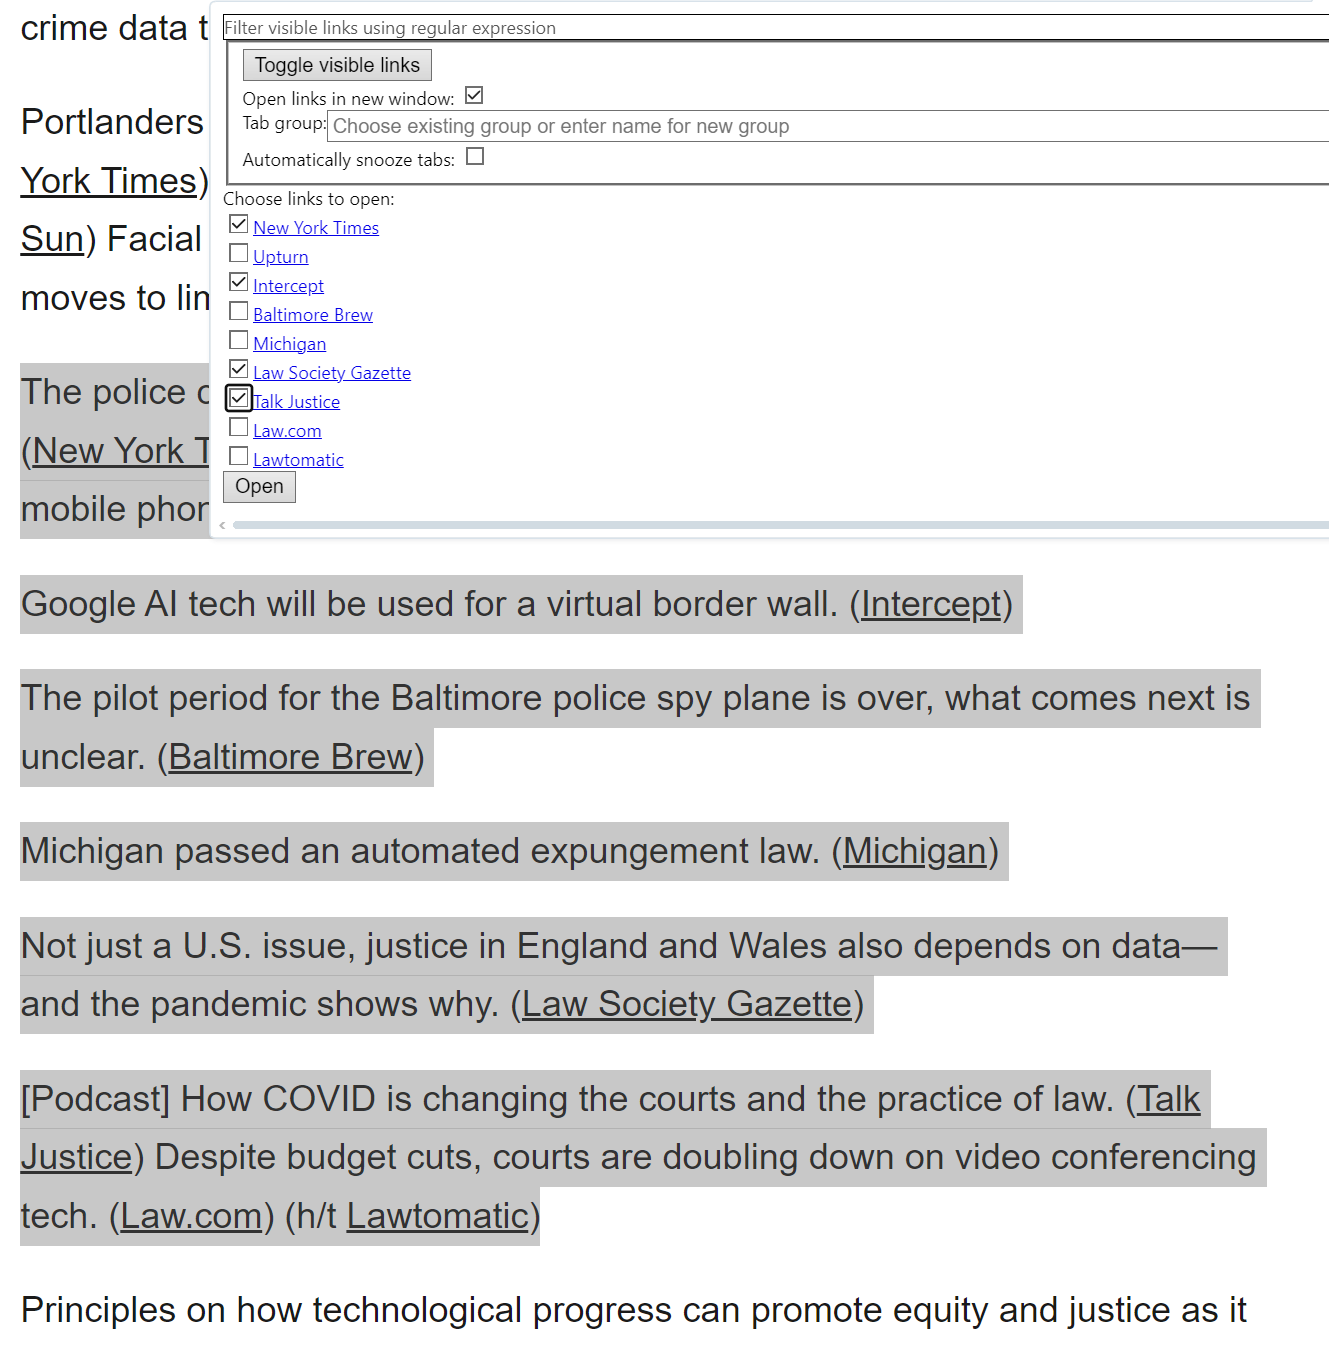 crime data t
Portlanders
York Times)
Sun) Facial
moves to lin
Filter visible links using regular expression
Toggle visible links
Open links in new window:
Tab group: Choose existing group or enter name for new group
Automatically snooze tabs:
Choose links to open:
New York Times
Upturn
Intercept
Baltimore Brew
Michigan
Law Society Gazette
Talk Justice
Law.com
Lawtomatic
Open
The police
(New York T
mobile phon
Google AI tech will be used for a virtual border wall. (Intercept)
The pilot period for the Baltimore police spy plane is over, what comes next is
unclear. (Baltimore Brew)
Michigan passed an automated expungement law. (Michigan)
Not just a U.S. issue, justice in England and Wales also depends on data—
and the pandemic shows why. (Law Society Gazette)
[Podcast] How COVID is changing the courts and the practice of law. (Talk
Justice) Despite budget cuts, courts are doubling down on video conferencing
tech. (Law.com) (h/t Lawtomatic)
Principles on how technological progress can promote equity and justice as it